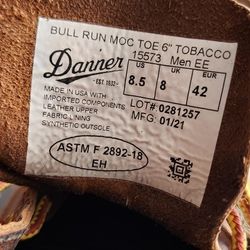 BULL RUN MOC TOE 6" TOBACCO
15573 Men EE
Danner
-EST. 1932-
US UK EUR
8.5 8 42
MADE IN USA WITH
IMPORTED COMPONENTS
LEATHER UPPER
FABRIC LINING
SYNTHETIC OUTSOLE
LOT# 0281257
MFG: 01/21
ASTM F 2892-18
EH